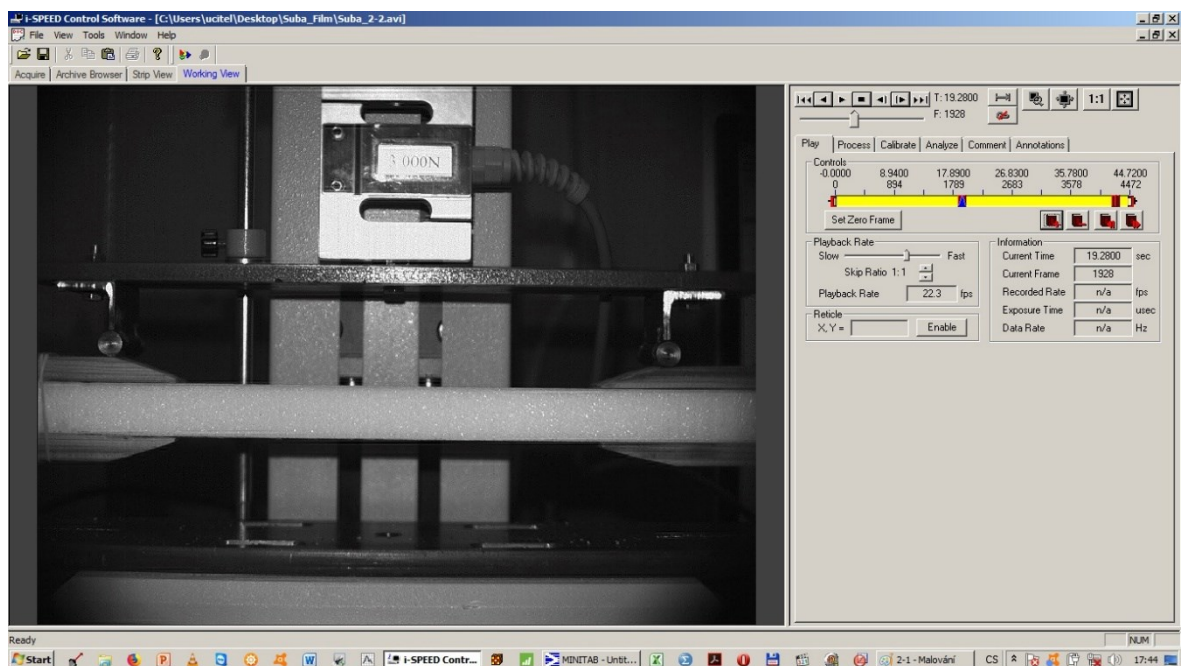 i-SPEED Control Software - [C:\Users\ucitel\Desktop\Suba_Film\Suba_2-2.avi]
File View Tools Window Help
Acquire Archive Browser Strip View Working View
3.000N
T: 19.2800
F: 1928
1:1
Play Process Calibrate Analyze Comment Annotations
Controls
-0.0000 8.9400 17.8900 26.8300 35.7800 44.7200
0 894 1789 2683 3578 4472
Set Zero Frame
Playback Rate
Slow Fast
Skip Ratio 1:1
Playback Rate 22.3 fps
Reticle
X,Y = Enable
Information
Current Time 19.2800 sec
Current Frame 1928
Recorded Rate n/a fps
Exposure Time n/a usec
Data Rate n/a Hz
Ready
NUM
Start
i-SPEED Contr...
MINITAB - Untit...
2-1 - Malování
CS
17:44